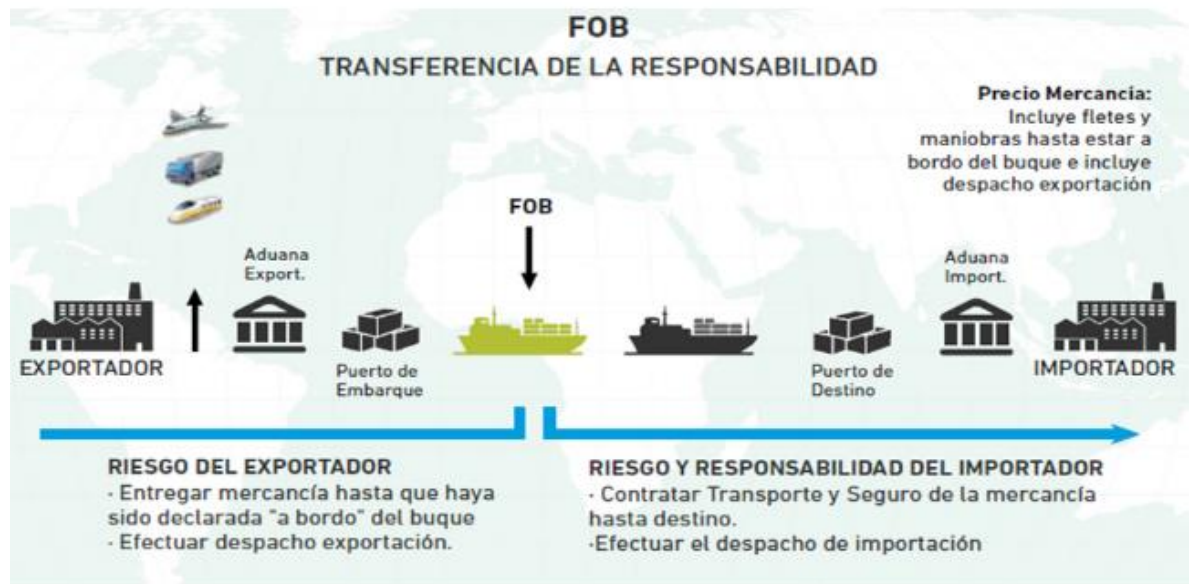 FOB
TRANSFERENCIA DE LA RESPONSABILIDAD
Precio Mercancia:
Incluye fletes y
maniobras hasta estar a
bordo del buque e incluye
despacho exportación
FOB
Aduana
Export.
Aduana
Import.
EXPORTADOR
Puerto de
Embarque
Puerto de
Destino
IMPORTADOR
RIESGO DEL EXPORTADOR
· Entregar mercancía hasta que haya
sido declarada "a bordo" del buque
· Efectuar despacho exportación.
RIESGO Y RESPONSABILIDAD DEL IMPORTADOR
· Contratar Transporte y Seguro de la mercancía
hasta destino.
·Efectuar el despacho de importación